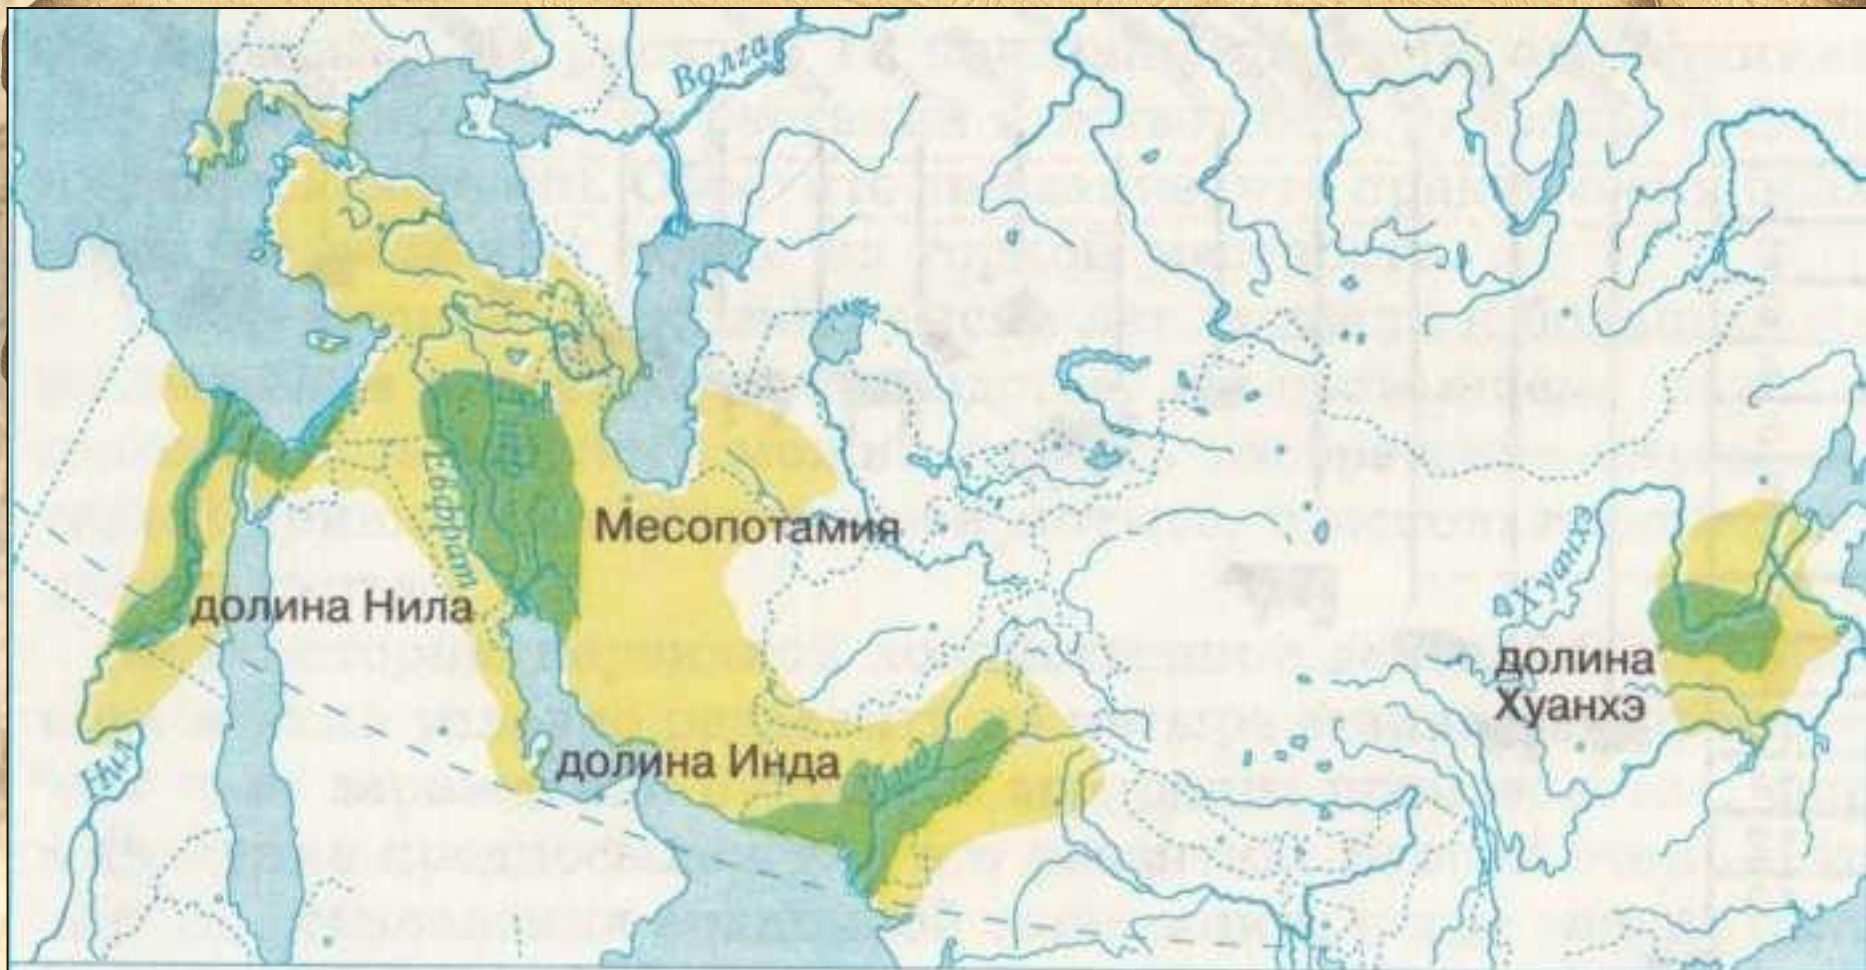 Волга
Тигр
Евфрат
Месопотамия
долина Нила
Нил
долина Инда
Инд
Хуанхэ
долина
Хуанхэ